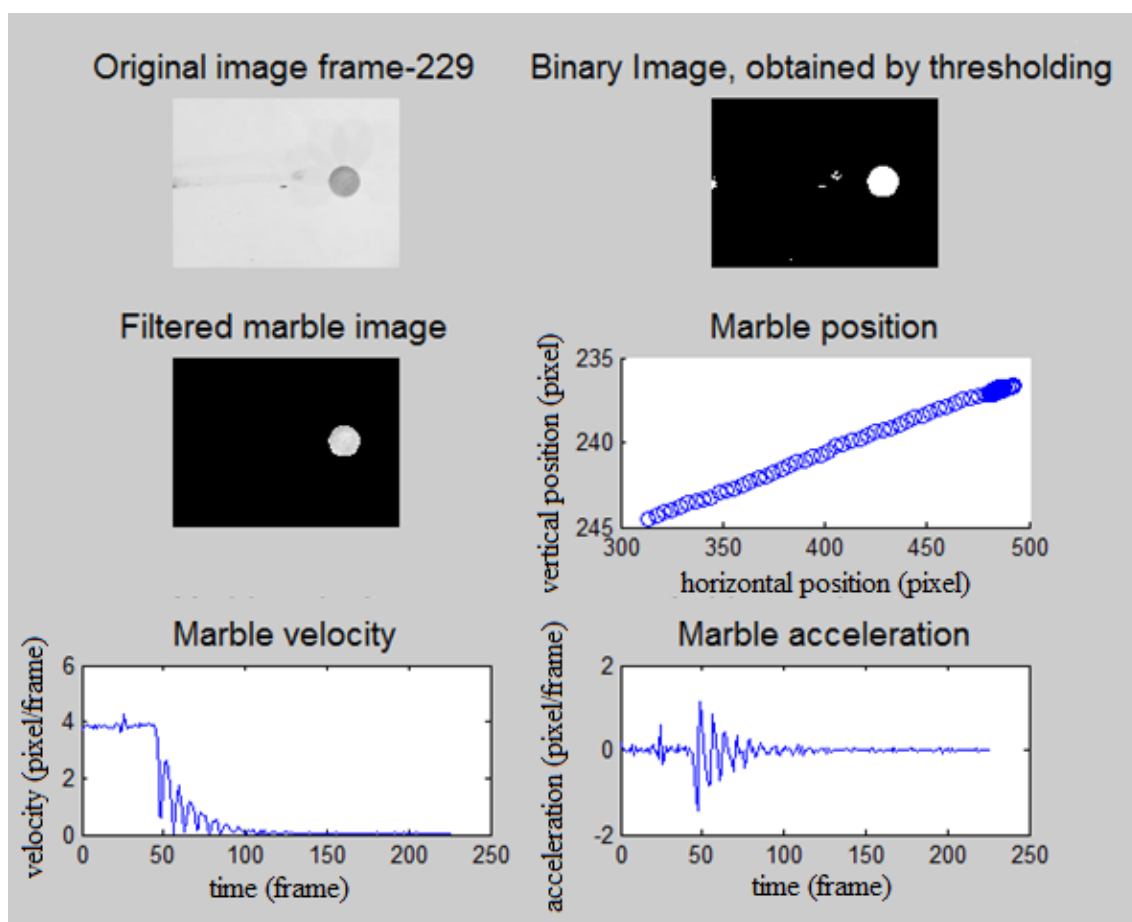 Original image frame-229
Binary Image, obtained by thresholding
Filtered marble image
Marble position
vertical position (pixel)
235
240
245
300
350
400
450
500
horizontal position (pixel)
Marble velocity
velocity (pixel/frame)
6
4
2
0
0
50
100
150
200
250
time (frame)
Marble acceleration
acceleration (pixel/frame)
2
0
-2
0
50
100
150
200
250
time (frame)